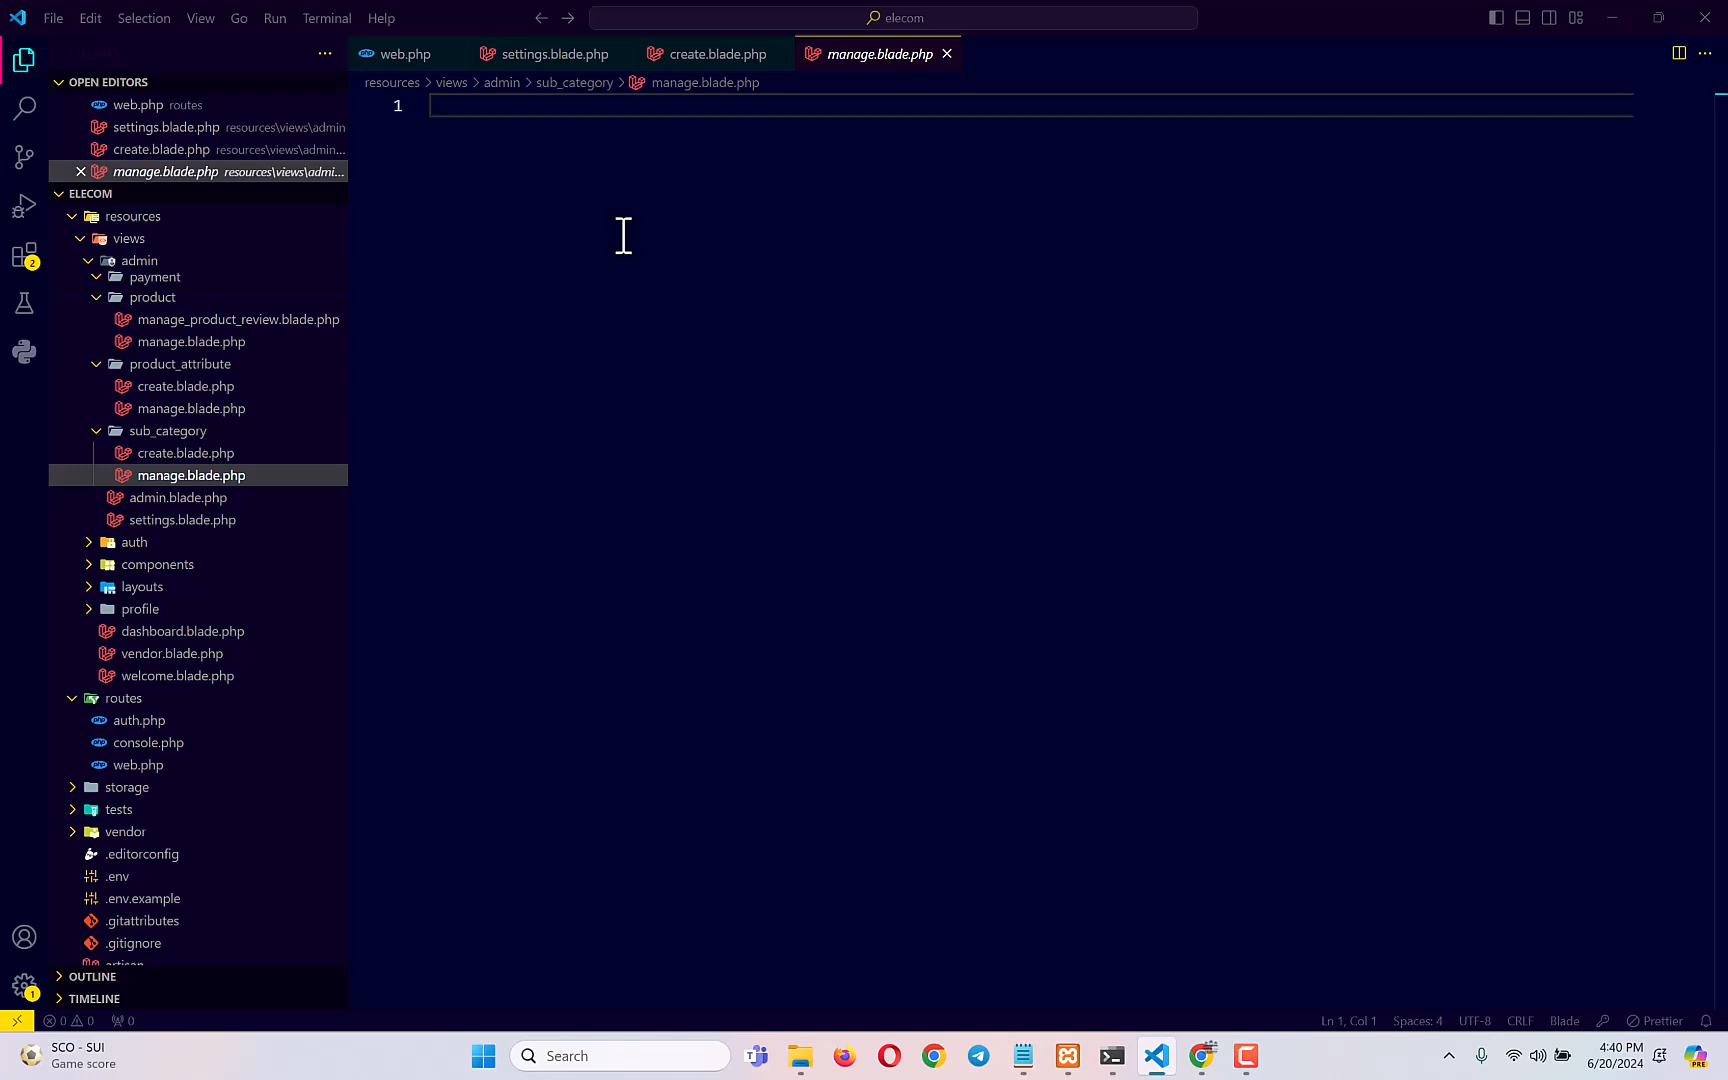 File Edit Selection View Go Run Terminal Help
elecom
web.php
settings.blade.php
create.blade.php
manage.blade.php
OPEN EDITORS
web.php routes
settings.blade.php resources\views\admin
create.blade.php resources\views\admin...
manage.blade.php resources\views\admi...
resources > views > admin > sub_category > manage.blade.php
1
ELECOM
resources
views
admin
payment
product
manage_product_review.blade.php
manage.blade.php
product_attribute
create.blade.php
manage.blade.php
sub_category
create.blade.php
manage.blade.php
admin.blade.php
settings.blade.php
auth
components
layouts
profile
dashboard.blade.php
vendor.blade.php
welcome.blade.php
routes
auth.php
console.php
web.php
storage
tests
vendor
.editorconfig
.env
.env.example
.gitattributes
.gitignore
artisan
OUTLINE
TIMELINE
2
1
0 0 0
Ln 1, Col 1 Spaces: 4 UTF-8 CRLF Blade Prettier
SCO - SUI
Game score
Search
4:40 PM
6/20/2024
PRE